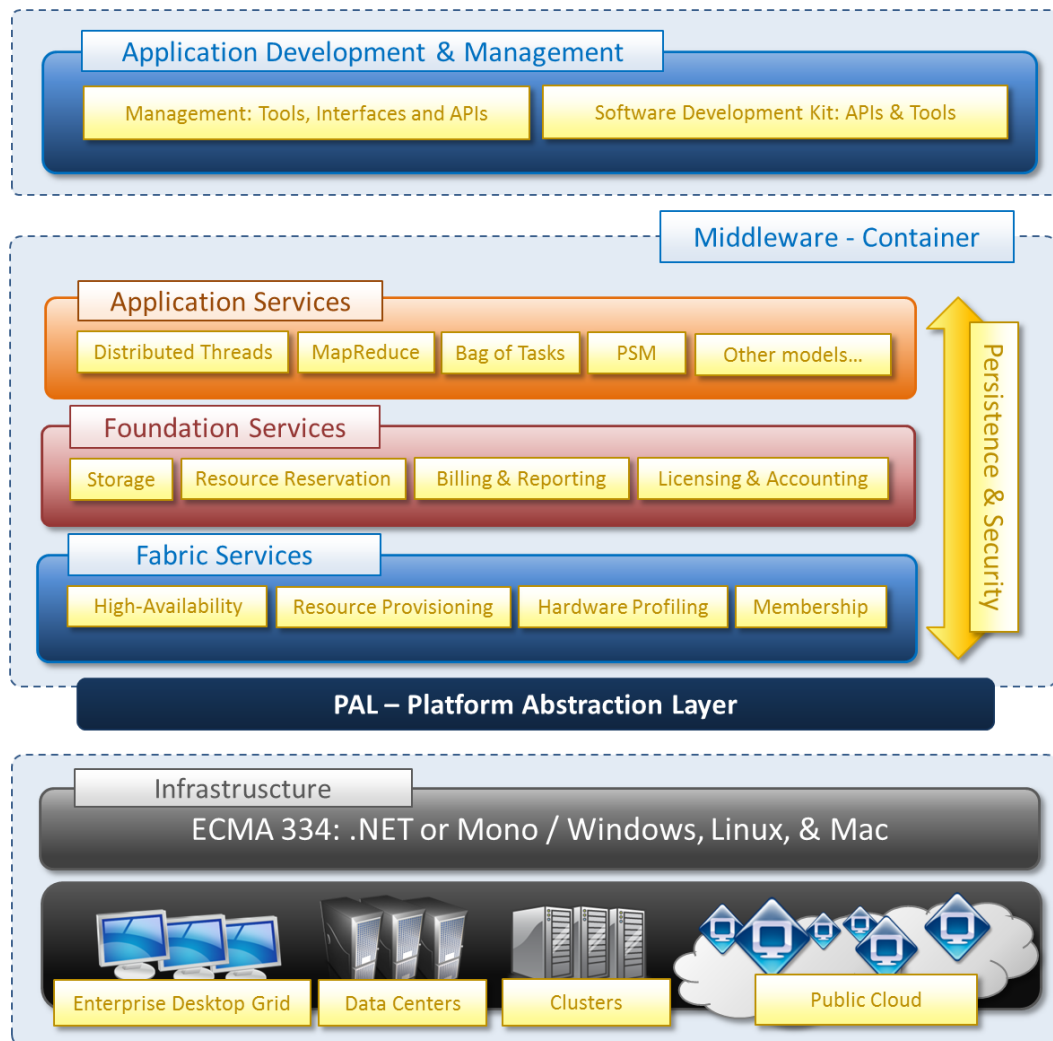 Application Development & Management
Management: Tools, Interfaces and APIs
Software Development Kit: APIs & Tools
Middleware - Container
Application Services
Distributed Threads
MapReduce
Bag of Tasks
PSM
Other models...
Persistence & Security
Foundation Services
Storage
Resource Reservation
Billing & Reporting
Licensing & Accounting
Fabric Services
High-Availability
Resource Provisioning
Hardware Profiling
Membership
PAL – Platform Abstraction Layer
Infrastruscture
ECMA 334: .NET or Mono / Windows, Linux, & Mac
Enterprise Desktop Grid
Data Centers
Clusters
Public Cloud